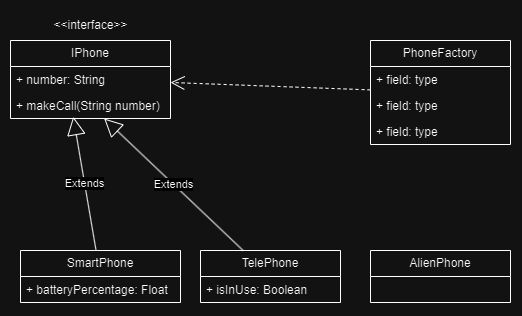 <<interface>>
IPhone
+ number: String
+ makeCall(String number)
PhoneFactory
+ field: type
+ field: type
+ field: type
Extends
Extends
SmartPhone
+ batteryPercentage: Float
TelePhone
+ isInUse: Boolean
AlienPhone